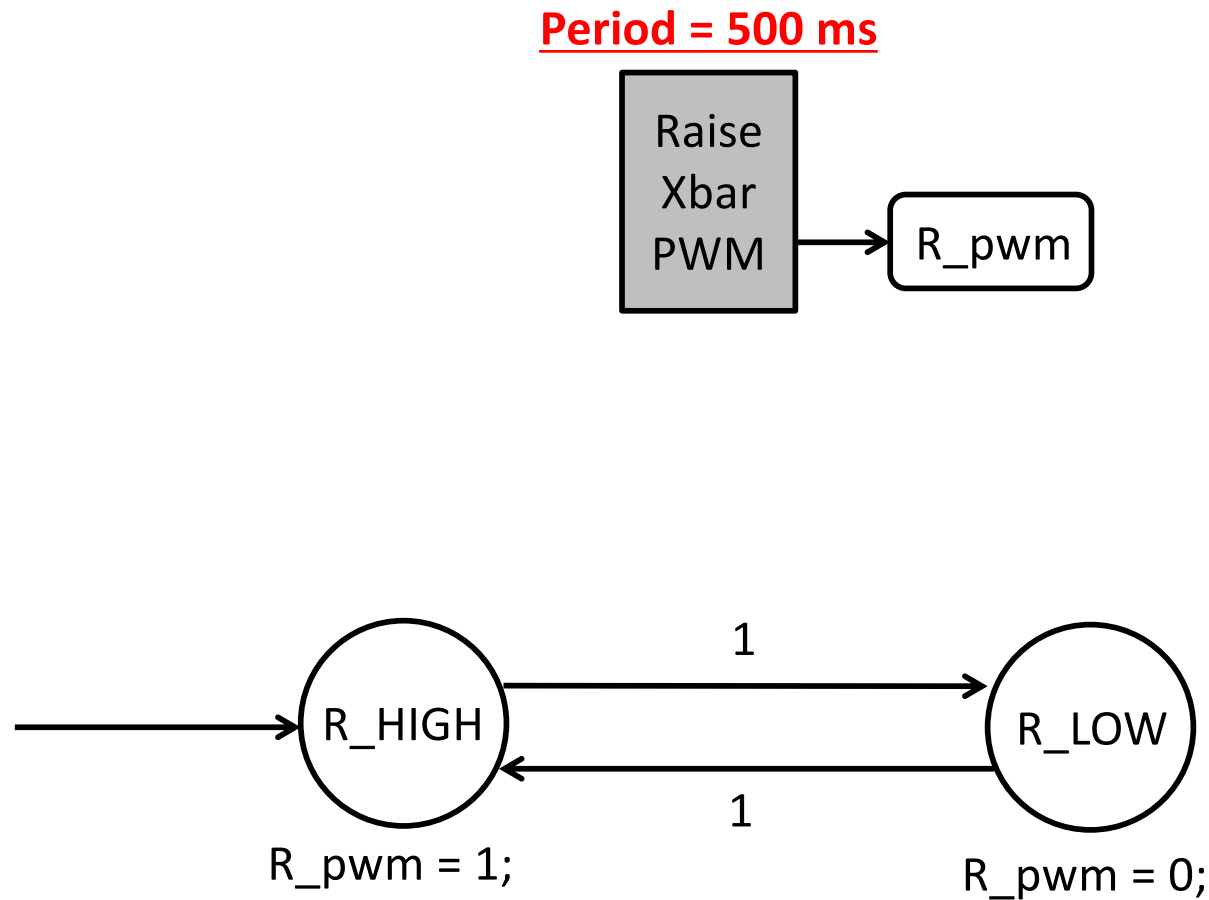 Period = 500 ms
Raise
Xbar
PWM
R_pwm
1
R_HIGH
R_LOW
1
R_pwm = 1;
R_pwm = 0;